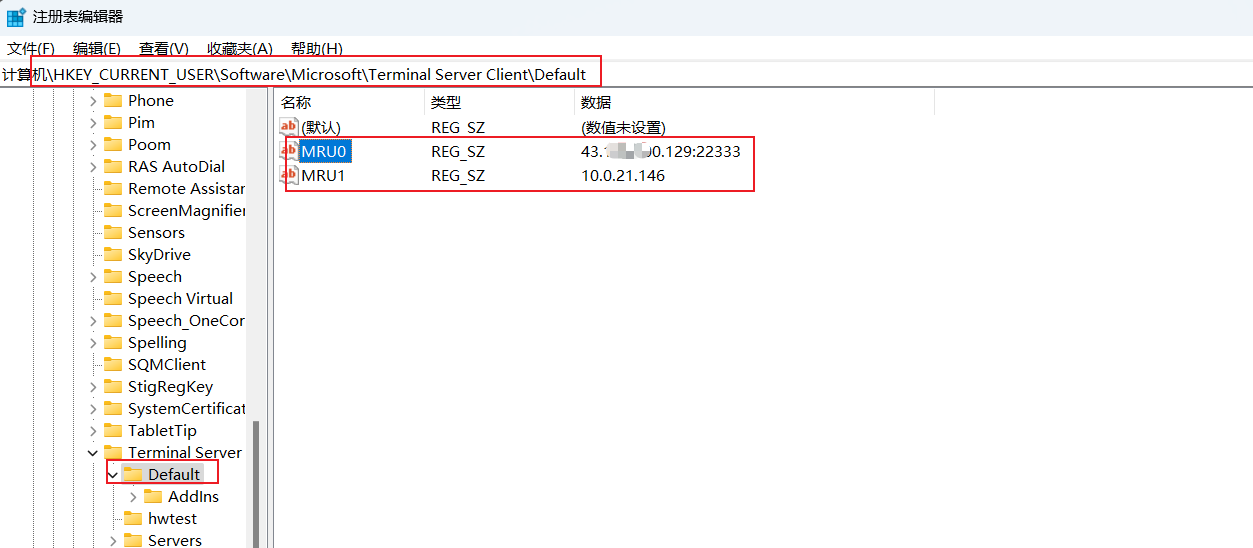 注册表编辑器
文件(F) 编辑(E) 查看(V) 收藏夹(A) 帮助(H)
计算机\HKEY_CURRENT_USER\Software\Microsoft\Terminal Server Client\Default
Phone
Pim
Poom
RAS AutoDial
Remote Assistan
ScreenMagnifier
Sensors
SkyDrive
Speech
Speech Virtual
Speech_OneCor
Spelling
SQMClient
StigRegKey
SystemCertificat
TabletTip
Terminal Server
Default
AddIns
hwtest
Servers
名称 类型 数据
ab (默认) REG_SZ (数值未设置)
ab MRU0 REG_SZ 43. 0.129:22333
ab MRU1 REG_SZ 10.0.21.146